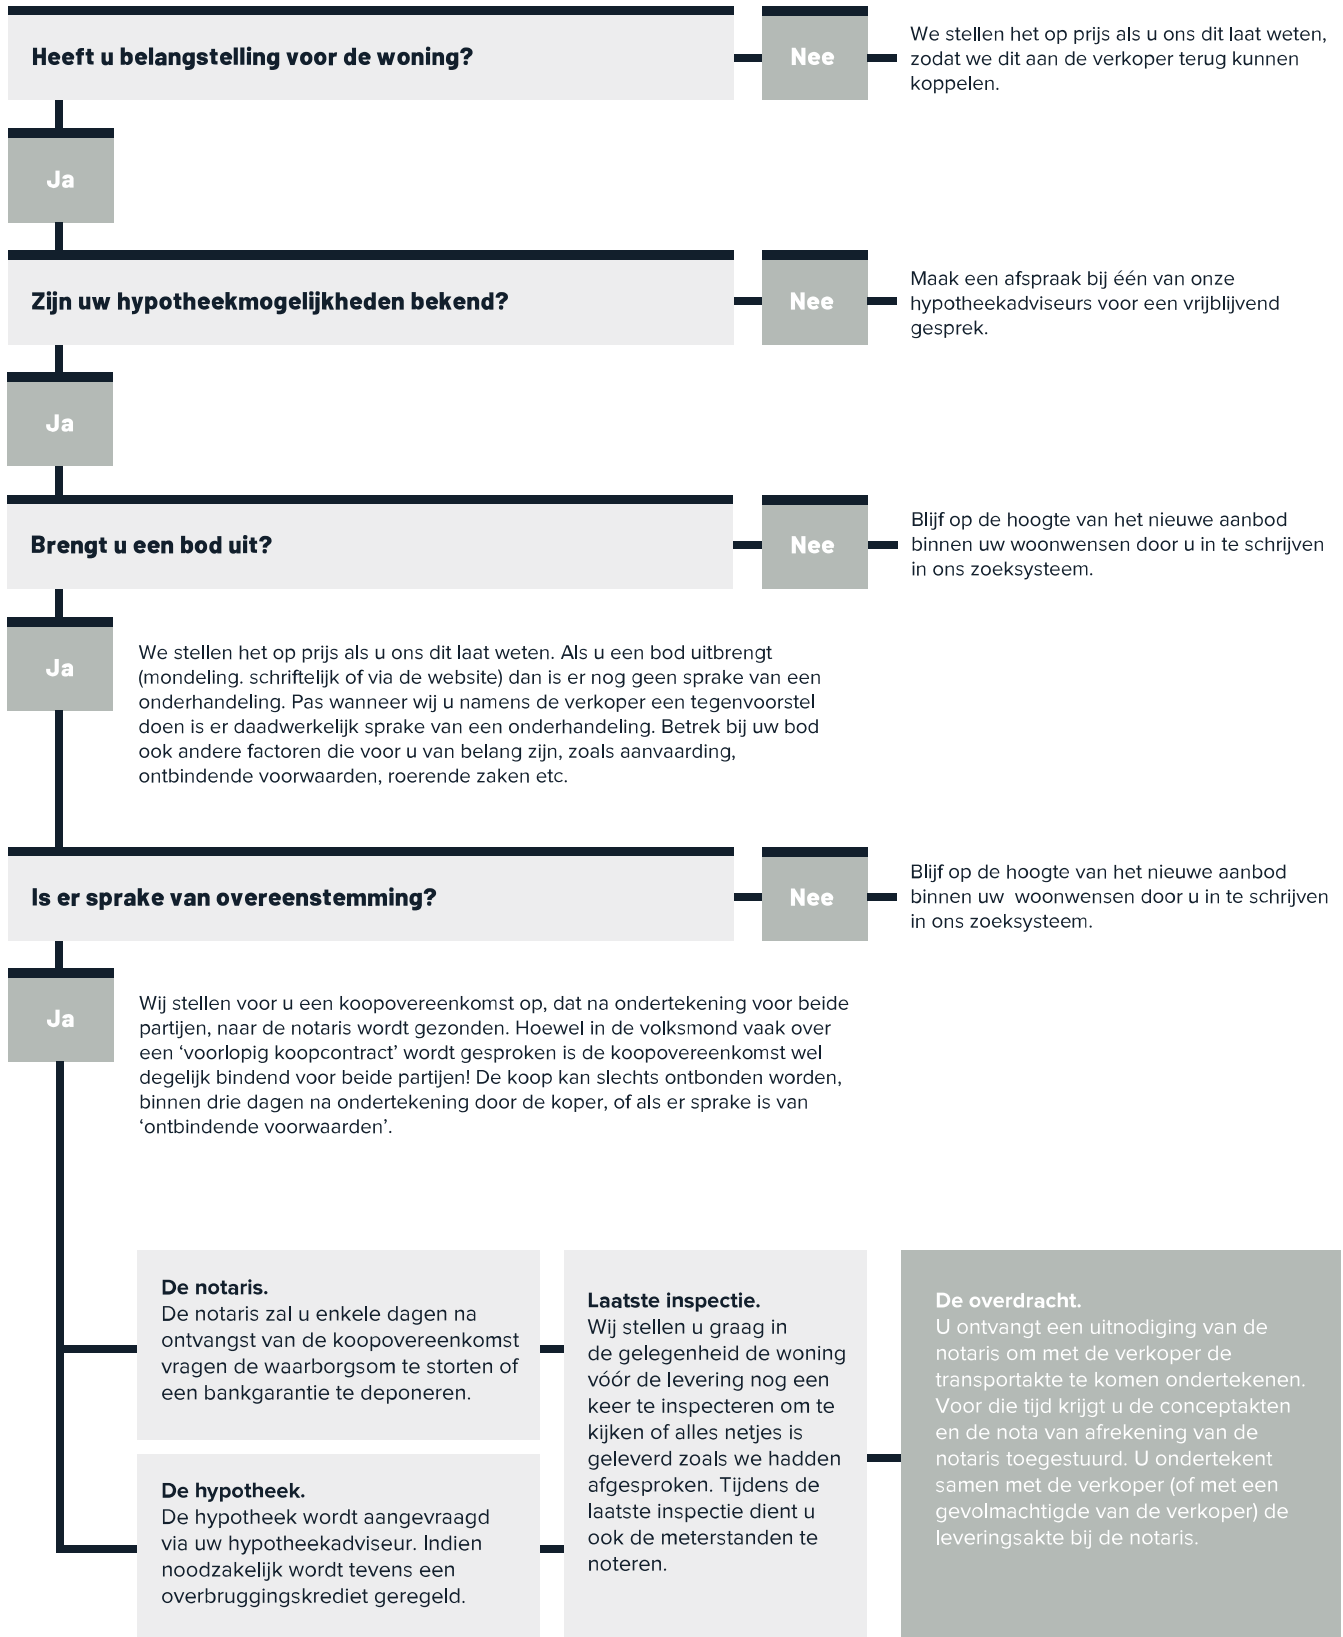 Heeft u belangstelling voor de woning?
Nee
We stellen het op prijs als u ons dit laat weten,
zodat we dit aan de verkoper terug kunnen
koppelen.
Ja
Zijn uw hypotheekmogelijkheden bekend?
Nee
Maak een afspraak bij één van onze
hypotheekadviseurs voor een vrijblijvend
gesprek.
Ja
Brengt u een bod uit?
Nee
Blijf op de hoogte van het nieuwe aanbod
binnen uw woonwensen door u in te schrijven
in ons zoeksysteem.
Ja
We stellen het op prijs als u ons dit laat weten. Als u een bod uitbrengt
(mondeling. schriftelijk of via de website) dan is er nog geen sprake van een
onderhandeling. Pas wanneer wij u namens de verkoper een tegenvoorstel
doen is er daadwerkelijk sprake van een onderhandeling. Betrek bij uw bod
ook andere factoren die voor u van belang zijn, zoals aanvaarding,
ontbindende voorwaarden, roerende zaken etc.
Is er sprake van overeenstemming?
Nee
Blijf op de hoogte van het nieuwe aanbod
binnen uw woonwensen door u in te schrijven
in ons zoeksysteem.
Ja
Wij stellen voor u een koopovereenkomst op, dat na ondertekening voor beide
partijen, naar de notaris wordt gezonden. Hoewel in de volksmond vaak over
een ‘voorlopig koopcontract’ wordt gesproken is de koopovereenkomst wel
degelijk bindend voor beide partijen! De koop kan slechts ontbonden worden,
binnen drie dagen na ondertekening door de koper, of als er sprake is van
‘ontbindende voorwaarden’.
De notaris.
De notaris zal u enkele dagen na
ontvangst van de koopovereenkomst
vragen de waarborgsom te storten of
een bankgarantie te deponeren.
De hypotheek.
De hypotheek wordt aangevraagd
via uw hypotheekadviseur. Indien
noodzakelijk wordt tevens een
overbruggingskrediet geregeld.
Laatste inspectie.
Wij stellen u graag in
de gelegenheid de woning
vóór de levering nog een
keer te inspecteren om te
kijken of alles netjes is
geleverd zoals we hadden
afgesproken. Tijdens de
laatste inspectie dient u
ook de meterstanden te
noteren.
De overdracht.
U ontvangt een uitnodiging van de
notaris om met de verkoper de
transportakte te komen ondertekenen.
Voor die tijd krijgt u de conceptakten
en de nota van afrekening van de
notaris toegestuurd. U ondertekent
samen met de verkoper (of met een
gevolmachtigde van de verkoper) de
leveringsakte bij de notaris.